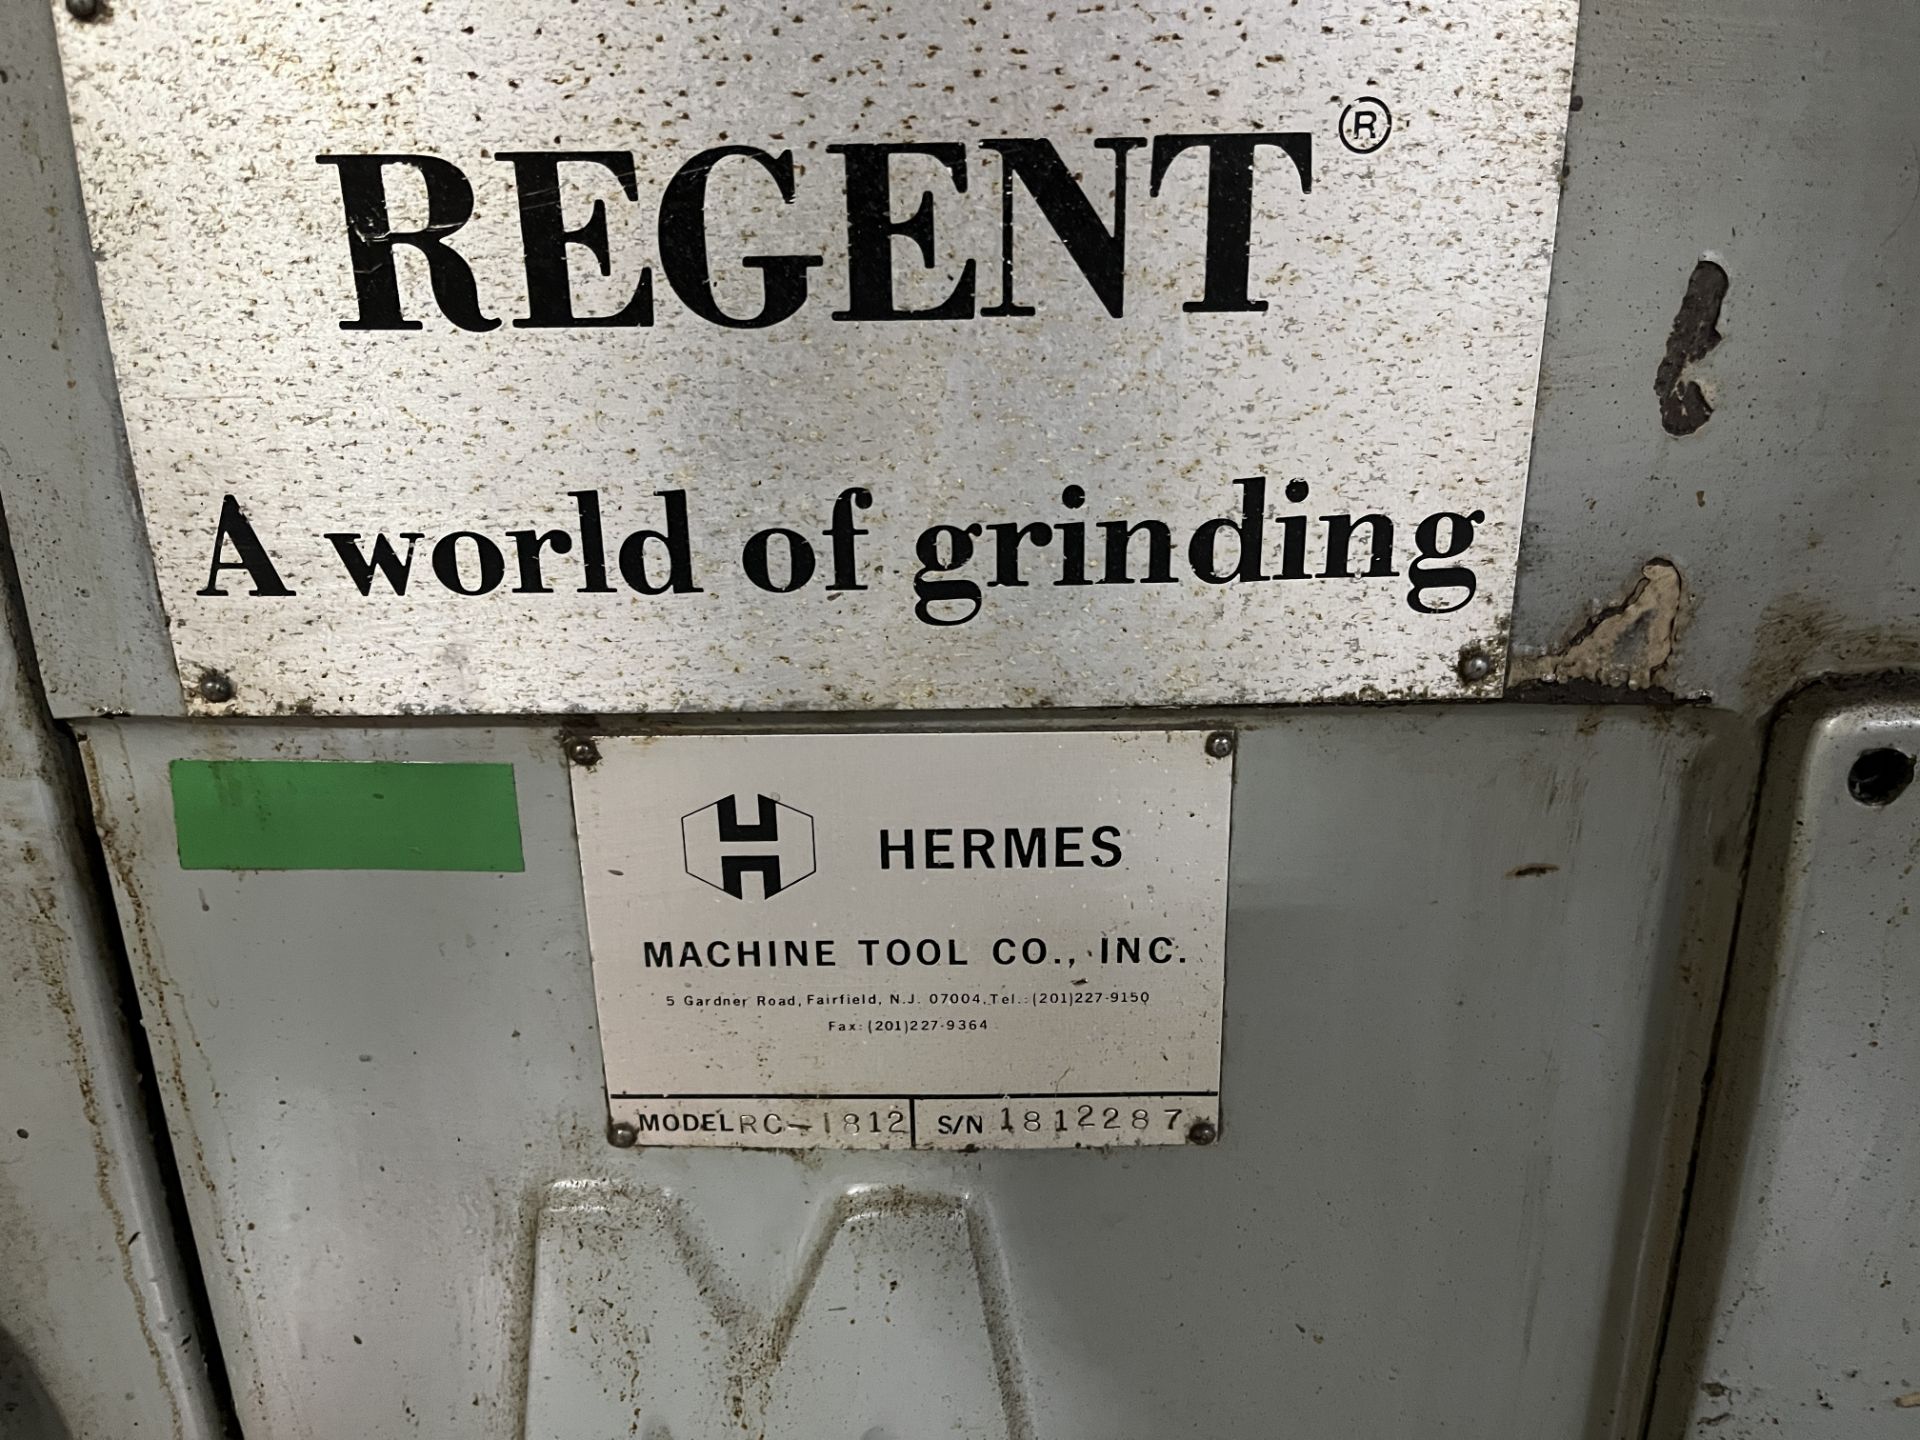 REGENT®
A world of grinding
H HERMES
MACHINE TOOL CO., INC.
5 Gardner Road, Fairfield, N.J. 07004. Tel.: (201)227-9150
Fax: (201)227-9364
MODEL RC-1812 S/N 1812287